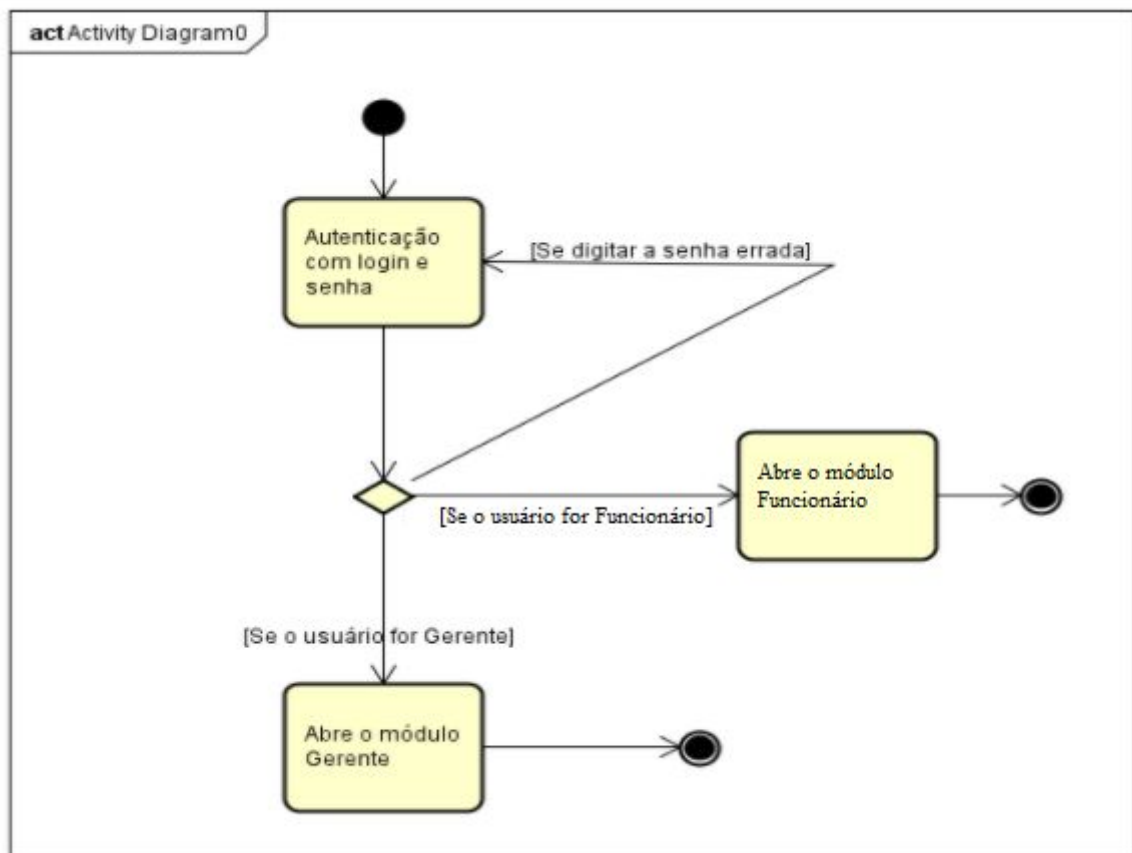 act Activity Diagram0
Autenticação
com login e
senha
[Se digitar a senha errada]
Abre o módulo
Funcionário
[Se o usuário for Funcionário]
[Se o usuário for Gerente]
Abre o módulo
Gerente